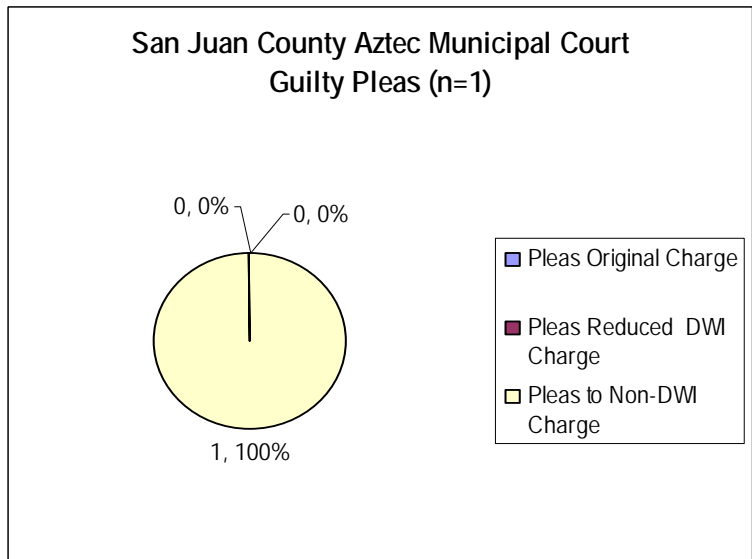 San Juan County Aztec Municipal Court
Guilty Pleas (n=1)
0, 0%
0, 0%
1, 100%
Pleas Original Charge
Pleas Reduced DWI
Charge
Pleas to Non-DWI
Charge